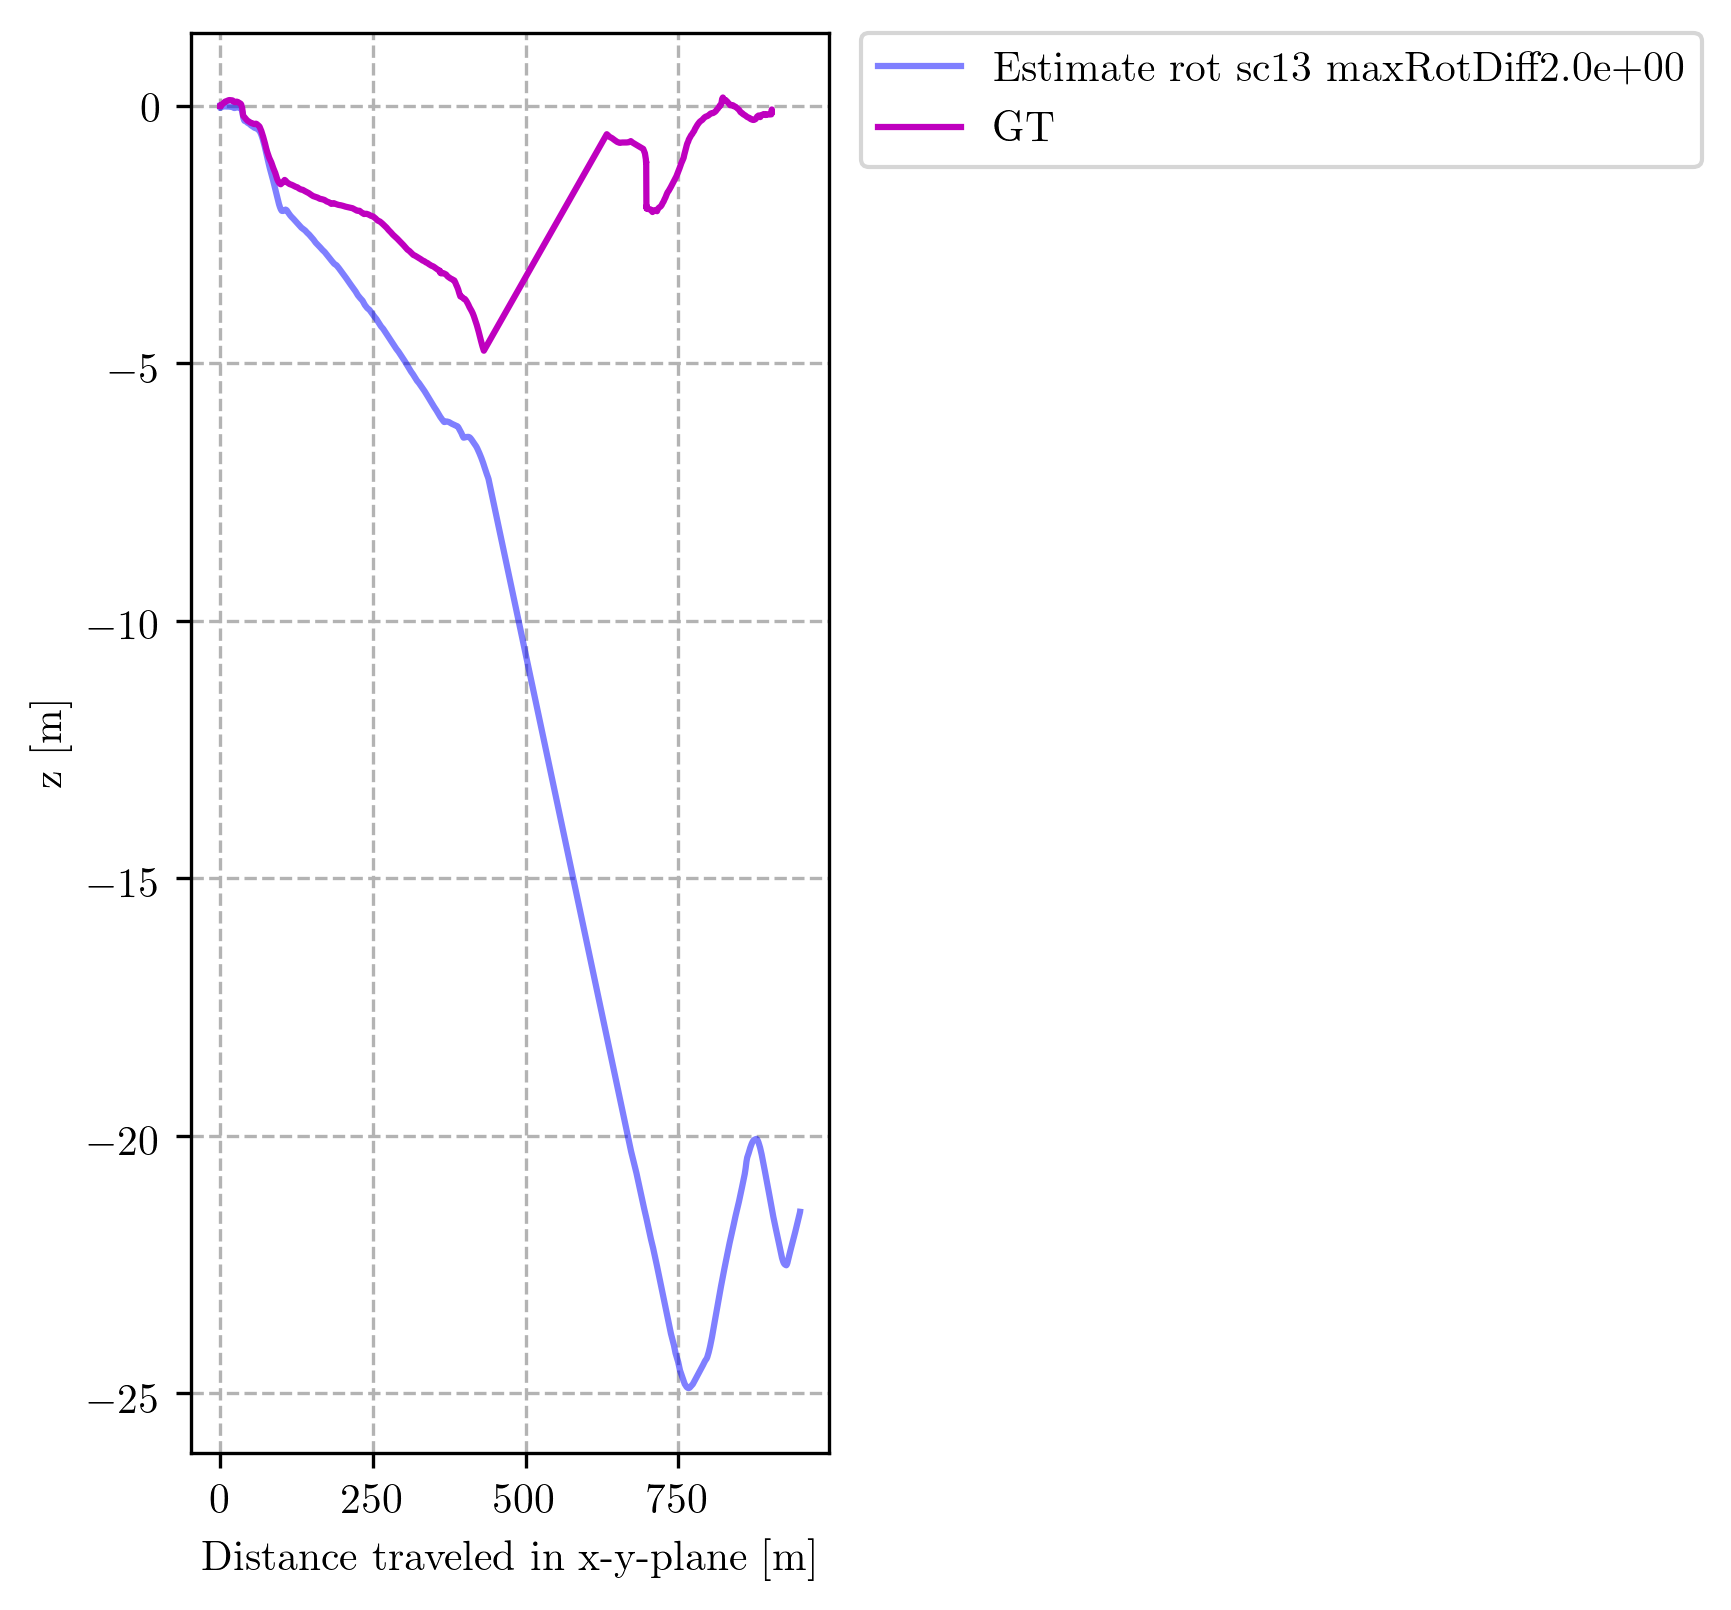 Estimate rot sc13 maxRotDiff2.0e+00
GT
0
−5
−10
−15
−20
−25
z [m]
0 250 500 750
Distance traveled in x-y-plane [m]